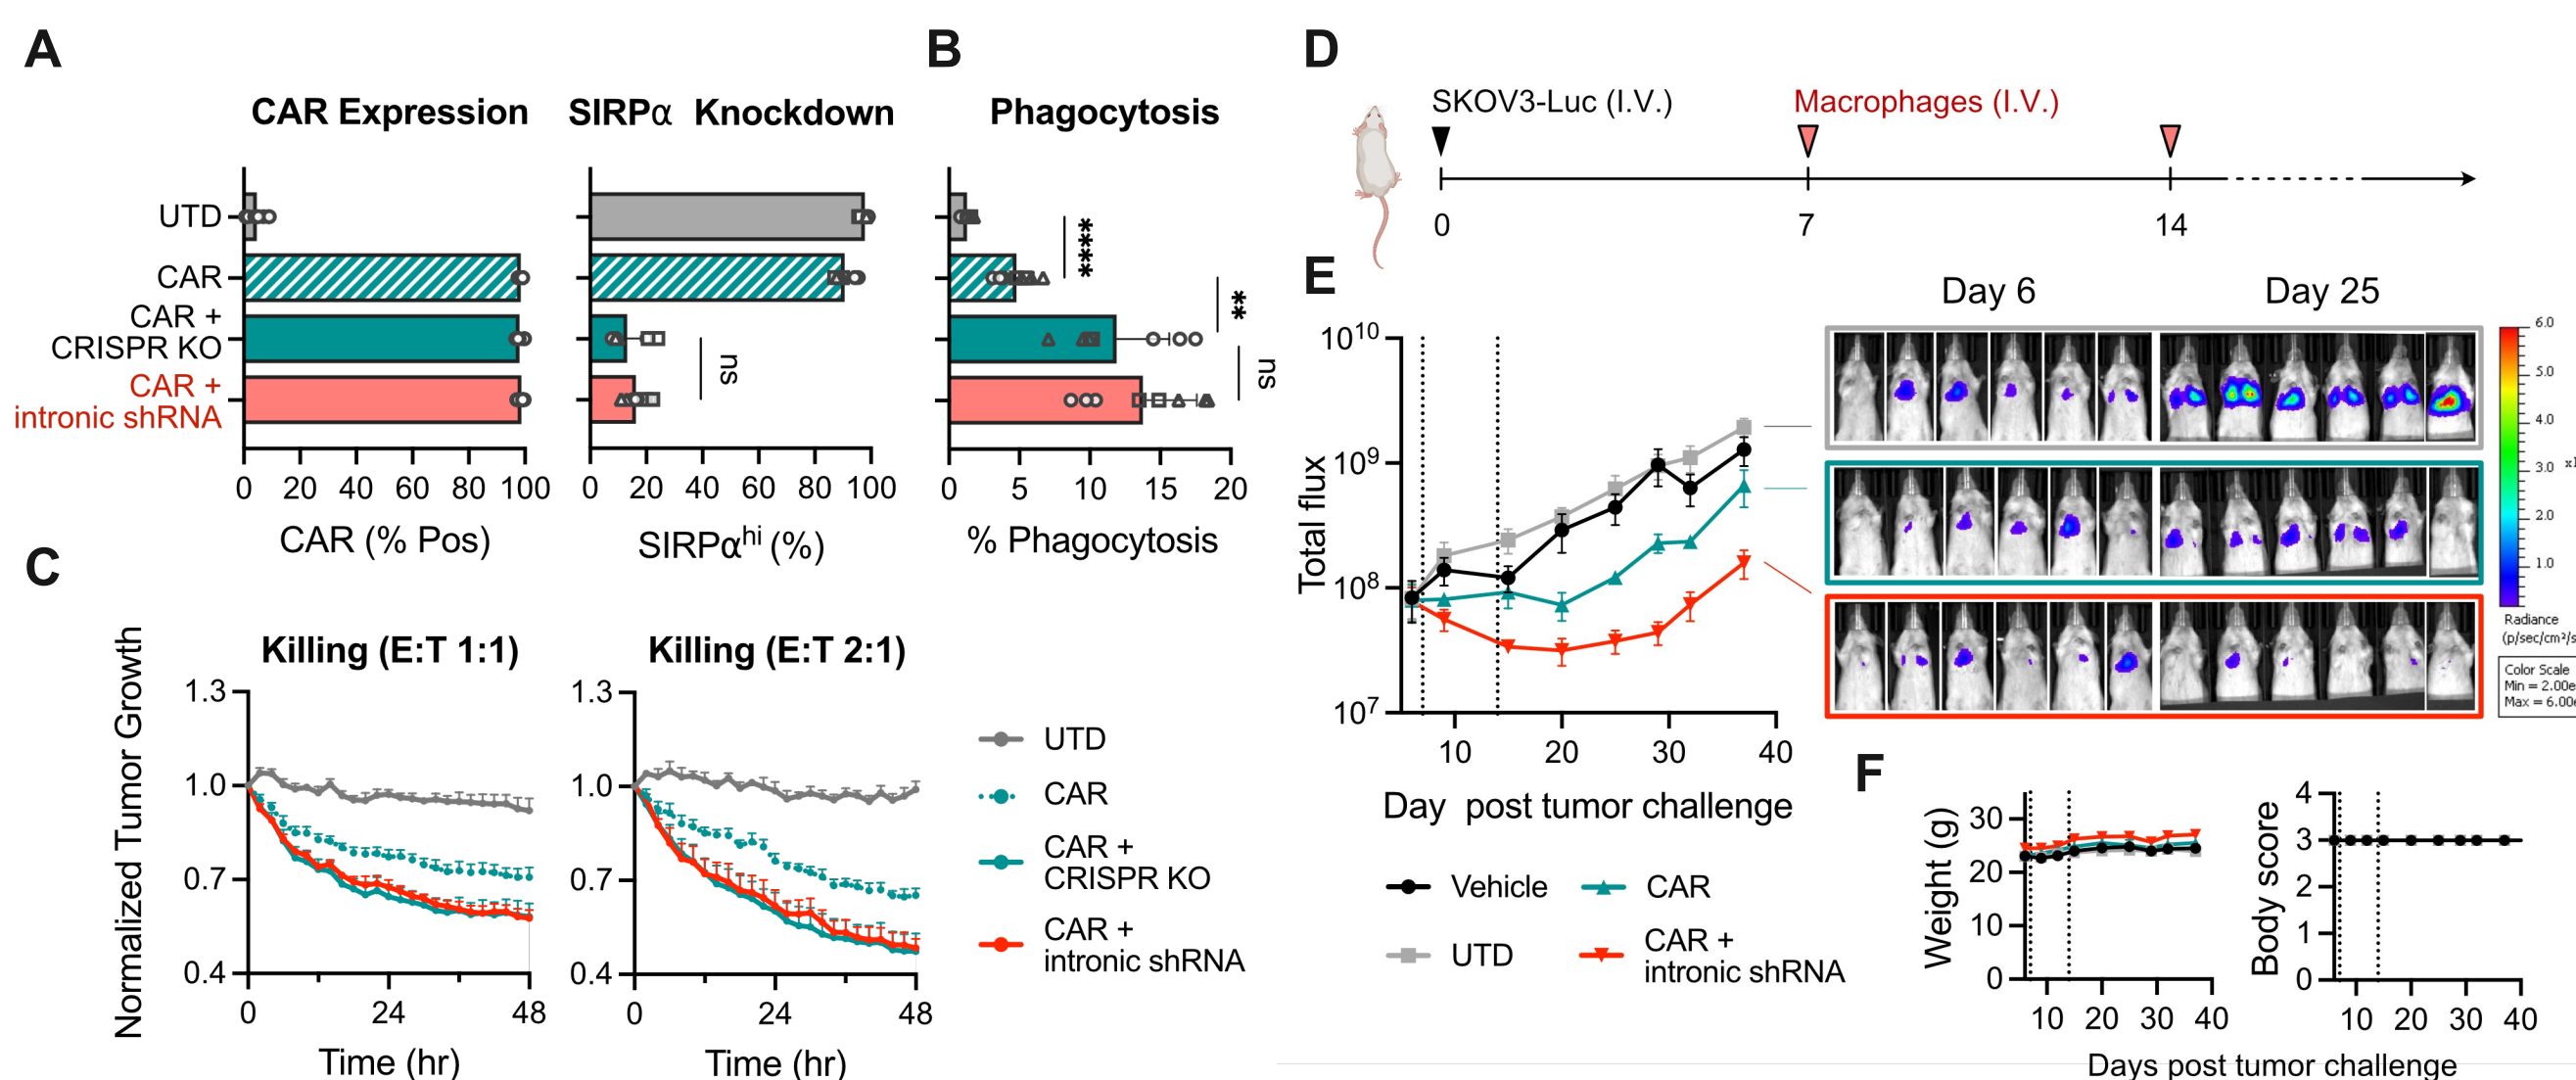 A
CAR Expression
SIRPα Knockdown
UTD
CAR
CAR +
CRISPR KO
CAR +
intronic shRNA
ns
0 20 40 60 80 100
0 20 40 60 80 100
CAR (% Pos)
SIRPαhi (%)
B
Phagocytosis
****
**
ns
0 5 10 15 20
% Phagocytosis
C
Killing (E:T 1:1)
Killing (E:T 2:1)
Normalized Tumor Growth
1.3
1.0
0.7
0.4
0 24 48
Time (hr)
1.3
1.0
0.7
0.4
0 24 48
Time (hr)
UTD
CAR
CAR +
CRISPR KO
CAR +
intronic shRNA
D
SKOV3-Luc (I.V.)
Macrophages (I.V.)
0 7 14
E
Day 6
Day 25
Total flux
10^10
10^9
10^8
10^7
10 20 30 40
Day post tumor challenge
Vehicle
CAR
UTD
CAR +
intronic shRNA
6.0
5.0
4.0
3.0
2.0
1.0
Radiance
(p/sec/cm²/s
Color Scale
Min = 2.00e
Max = 6.00e
F
Weight (g)
30
20
10
0
10 20 30 40
Body score
4
3
2
1
0
10 20 30 40
Days post tumor challenge